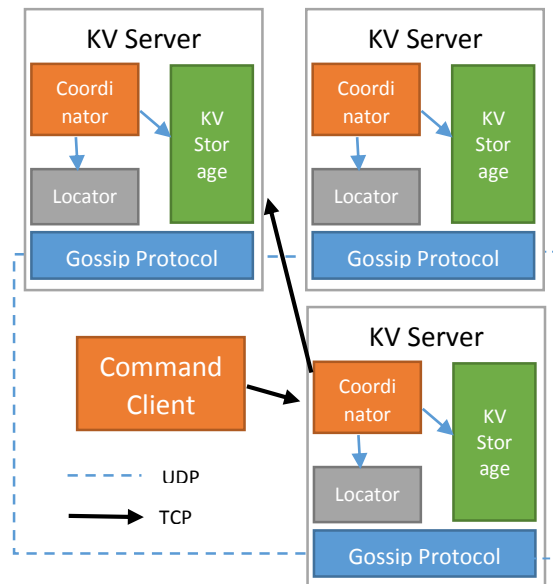 KV Server
Coordi
nator
KV
Stor
age
Locator
Gossip Protocol
KV Server
Coordi
nator
KV
Stor
age
Locator
Gossip Protocol
Command
Client
KV Server
Coordi
nator
KV
Stor
age
Locator
Gossip Protocol
UDP
TCP